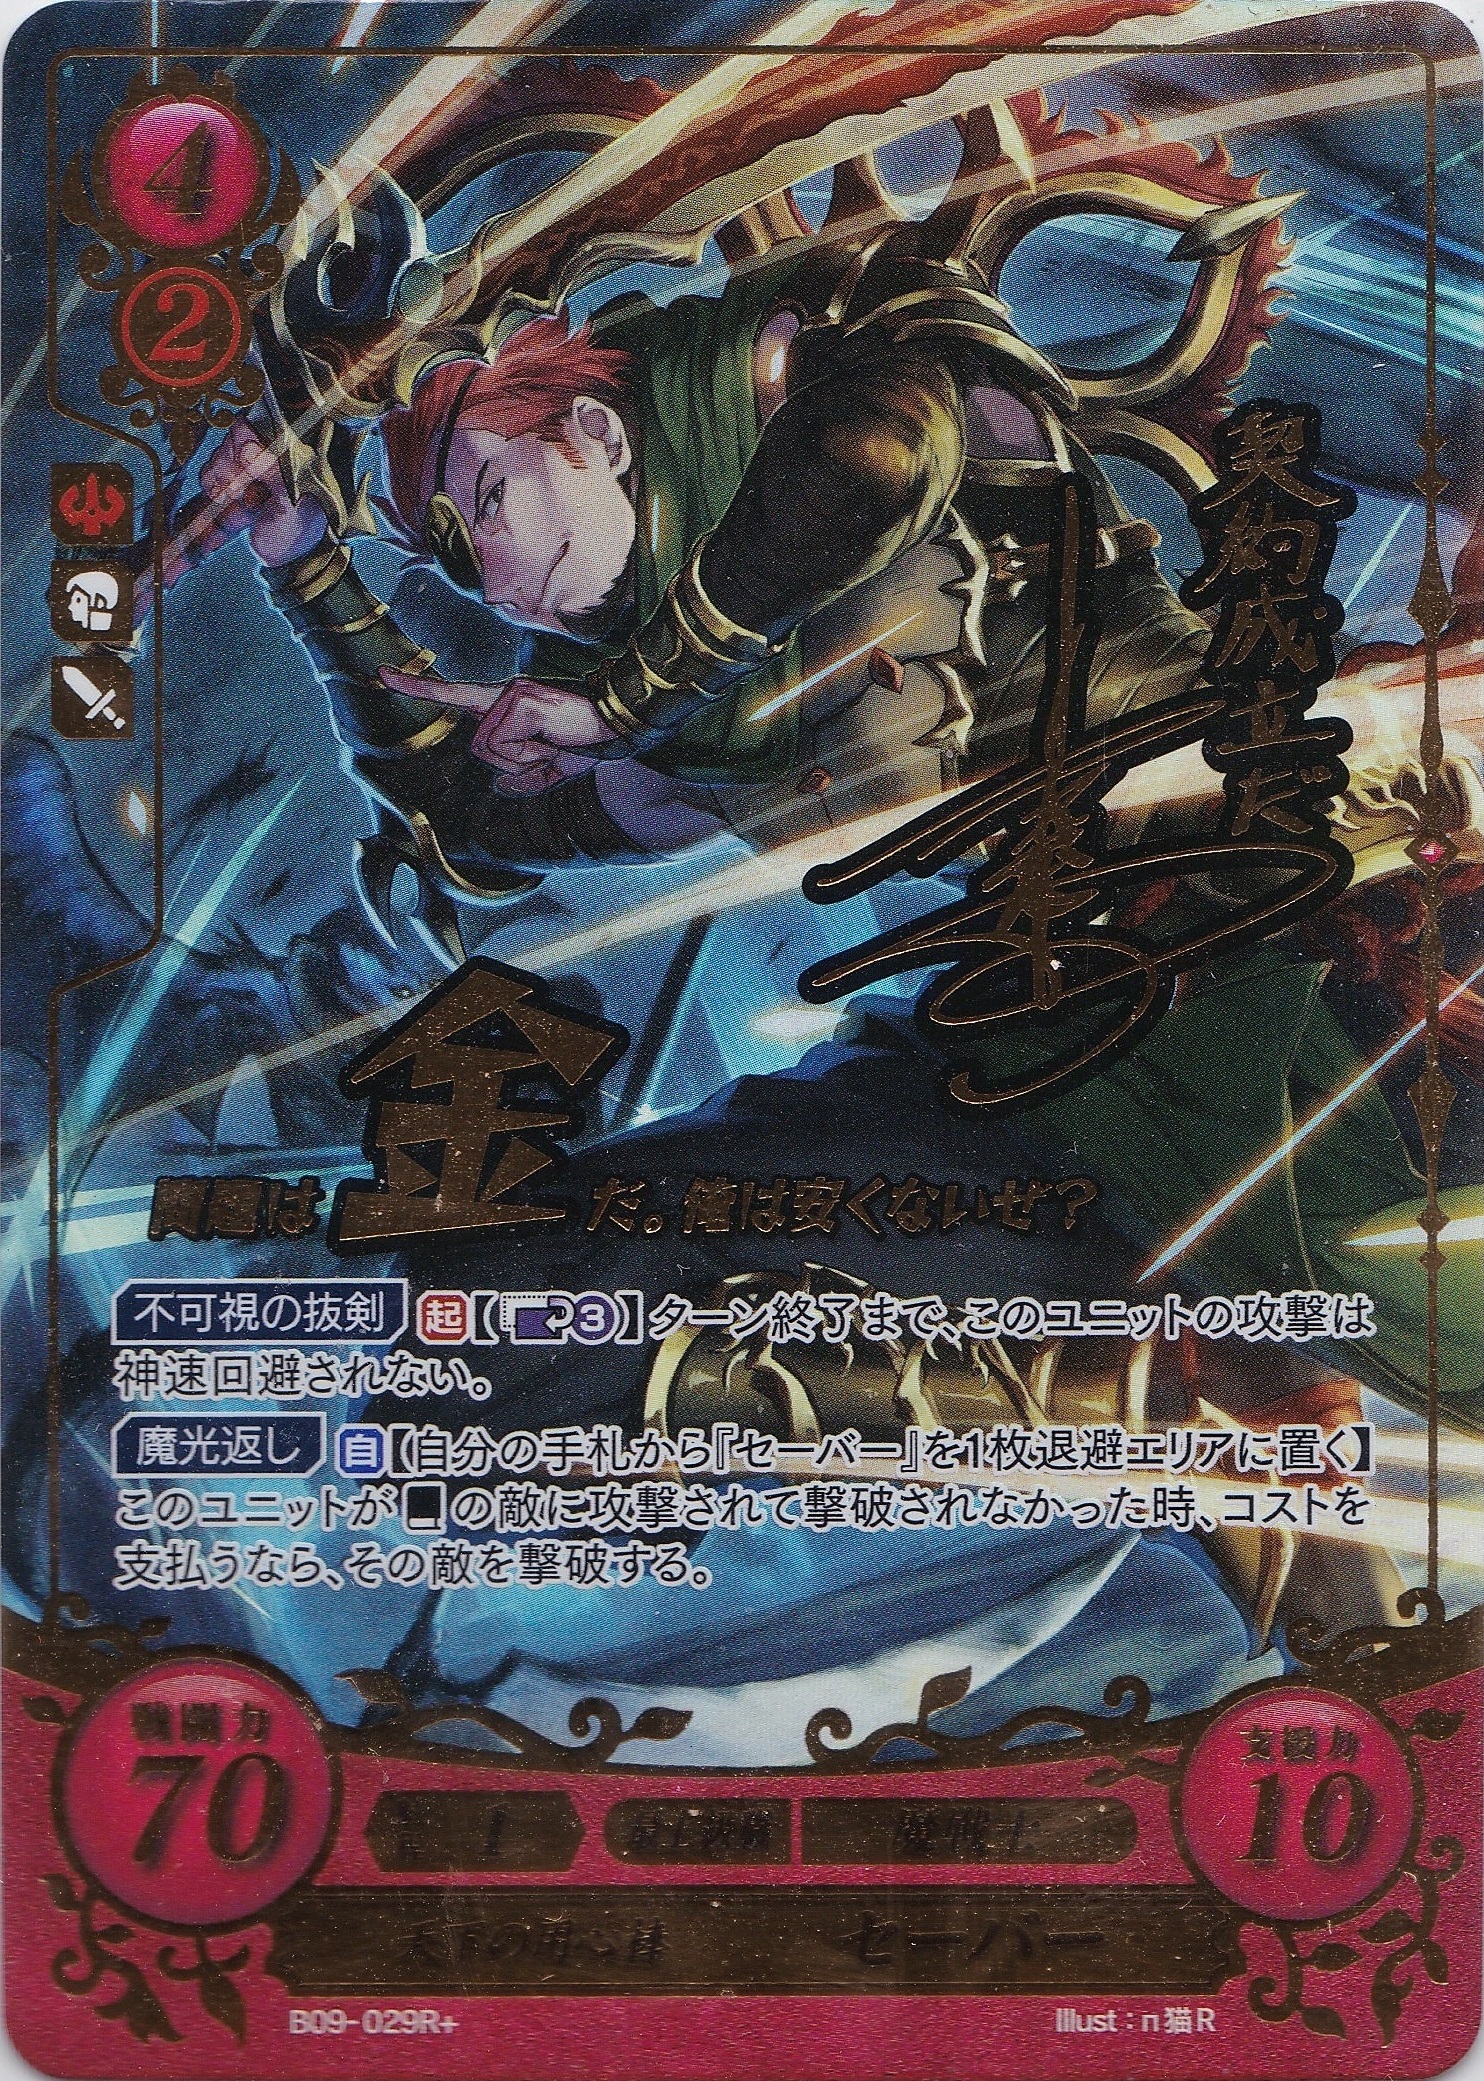 4
2
契約成立だ
問題は金だ。俺は安くないぜ?
不可視の抜剣 起【3】ターン終了まで、このユニットの攻撃は
神速回避されない。
魔光返し 自【自分の手札から『セーバー』を1枚退避エリアに置く】
このユニットがの敵に攻撃されて撃破されなかった時、コストを
支払うなら、その敵を撃破する。
戦闘力
70
支援力
10
1
最上級職 魔戦士
天下の用心棒 セーバー
B09-029R+
Illust:n猫R